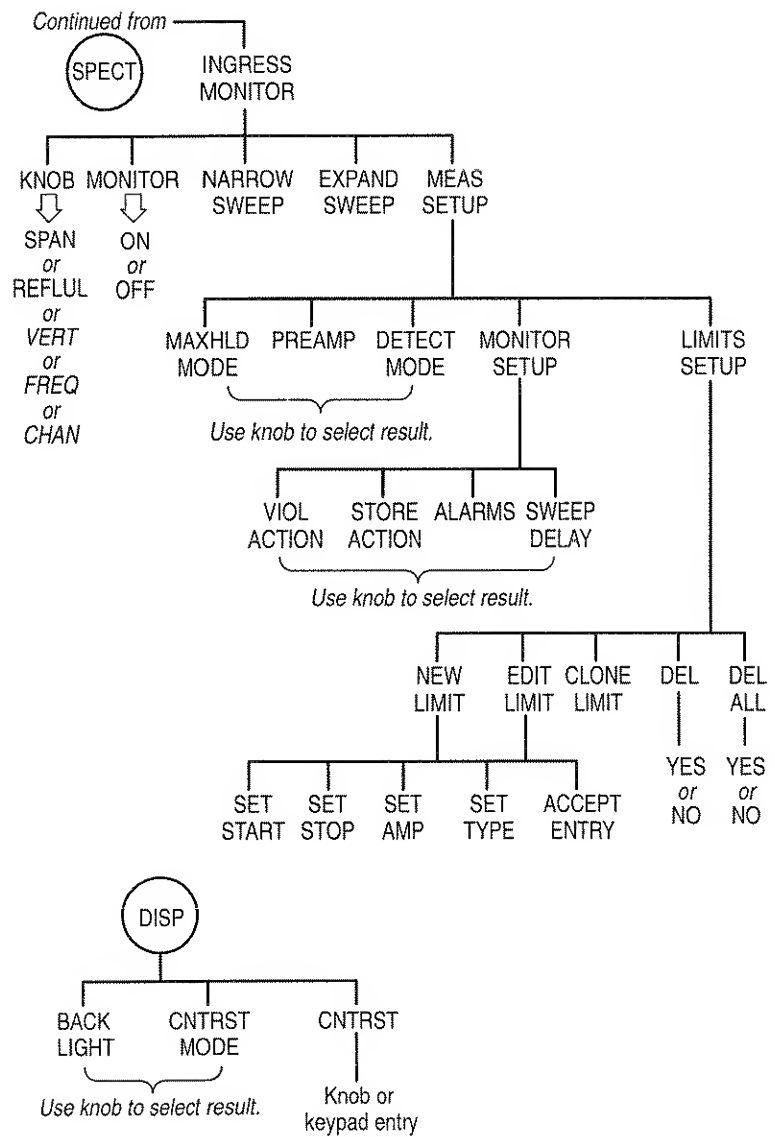 Continued from
SPECT
INGRESS
MONITOR
KNOB MONITOR NARROW EXPAND MEAS
SWEEP SWEEP SETUP
SPAN ON
or or
REFLUL OFF
or
VERT
or
FREQ
or
CHAN
MAXHLD PREAMP DETECT MONITOR LIMITS
MODE MODE SETUP SETUP
Use knob to select result.
VIOL STORE ALARMS SWEEP
ACTION ACTION DELAY
Use knob to select result.
NEW EDIT CLONE DEL DEL
LIMIT LIMIT LIMIT ALL
YES YES
or or
NO NO
SET SET SET SET ACCEPT
START STOP AMP TYPE ENTRY
DISP
BACK CNTRST CNTRST
LIGHT MODE
Use knob to select result.
Knob or
keypad entry